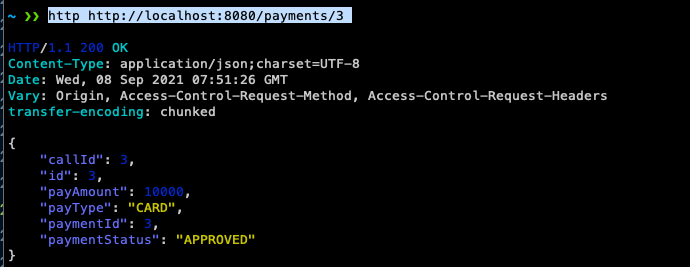 ~ ❯❯ http http://localhost:8080/payments/3
HTTP/1.1 200 OK
Content-Type: application/json;charset=UTF-8
Date: Wed, 08 Sep 2021 07:51:26 GMT
Vary: Origin, Access-Control-Request-Method, Access-Control-Request-Headers
transfer-encoding: chunked
{
    "callId": 3,
    "id": 3,
    "payAmount": 10000,
    "payType": "CARD",
    "paymentId": 3,
    "paymentStatus": "APPROVED"
}